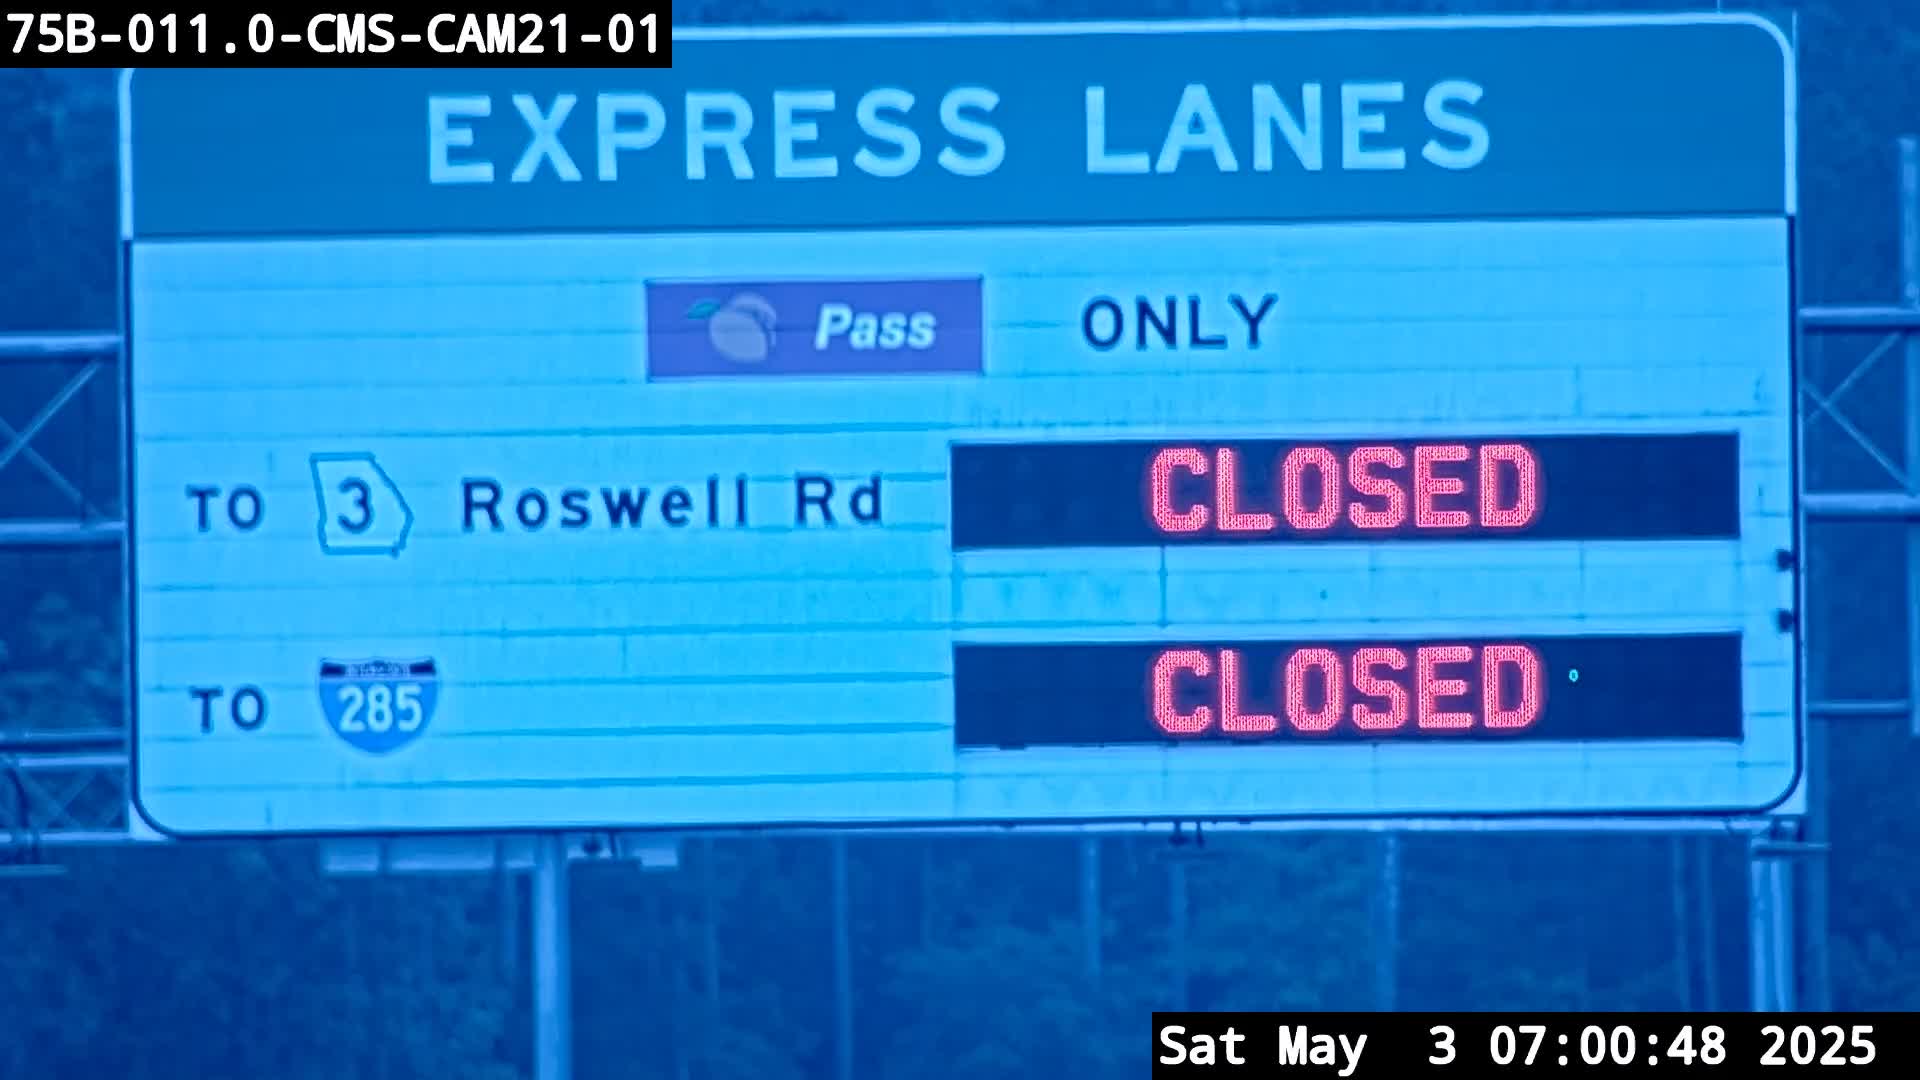 75B-011.0-CMS-CAM21-01
EXPRESS LANES
Pass ONLY
TO 3 Roswell Rd CLOSED
TO 285 CLOSED
Sat May 3 07:00:48 2025